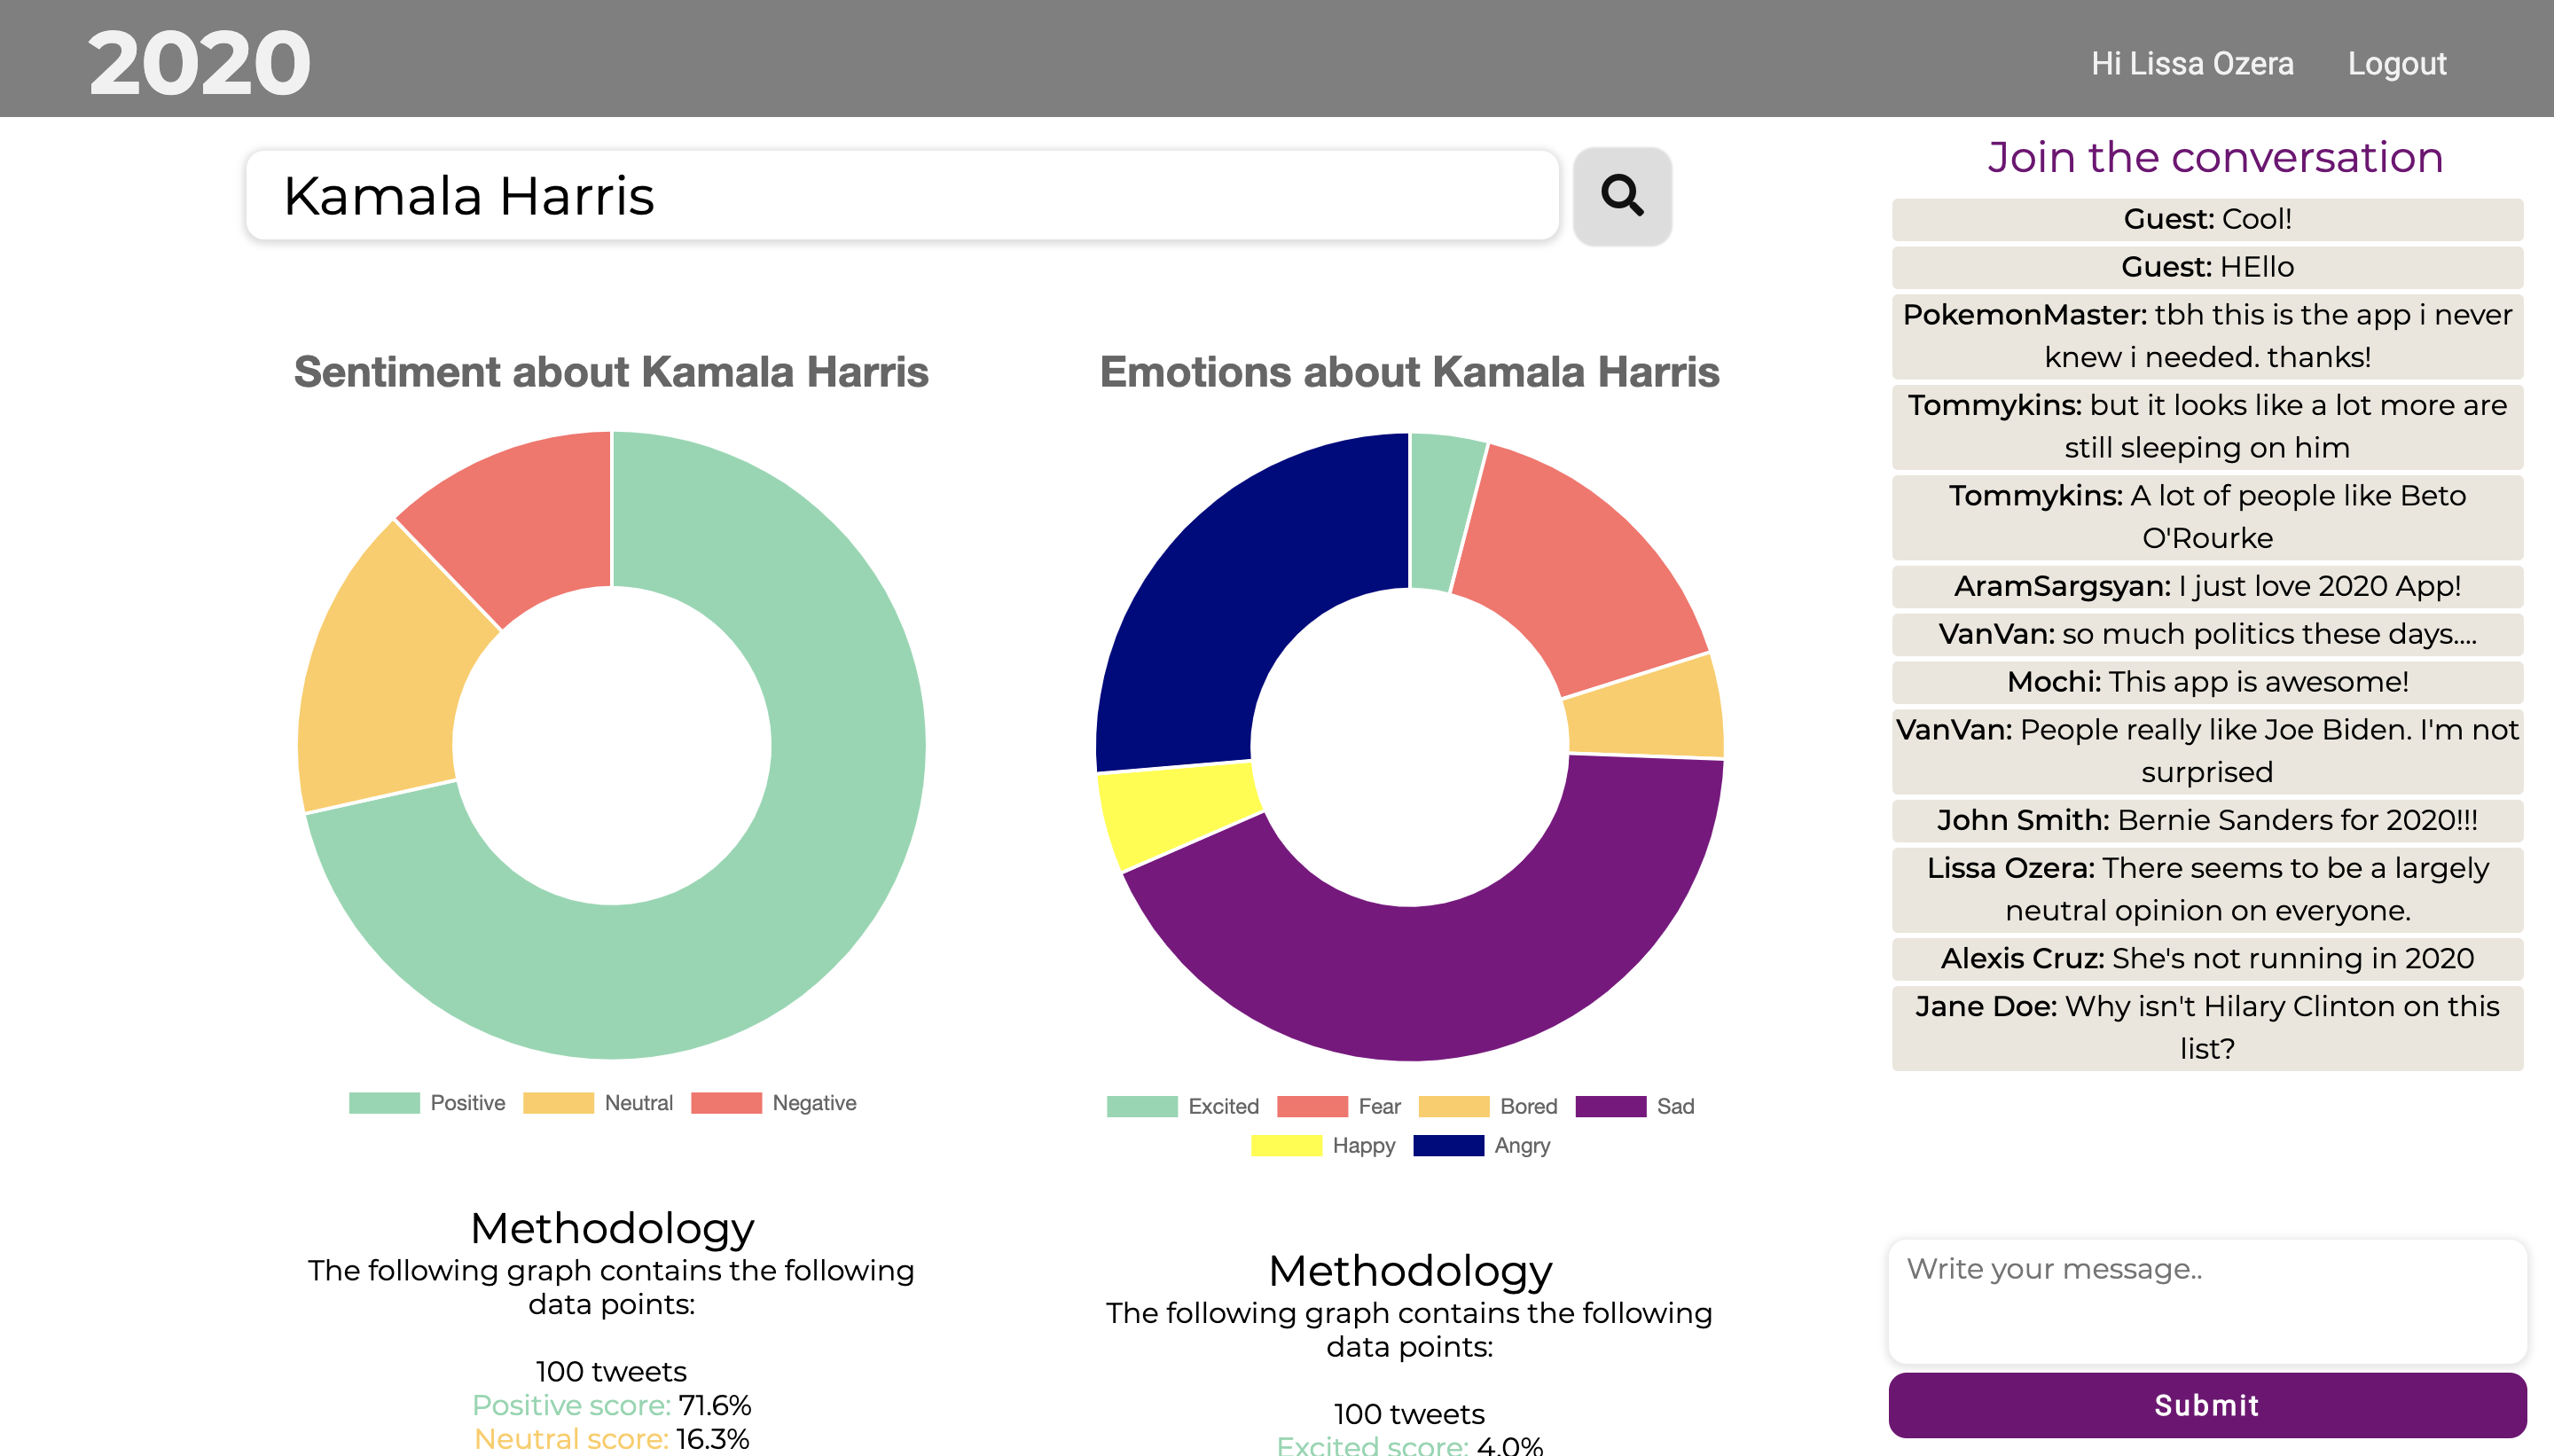 2020
Hi Lissa Ozera
Logout
Kamala Harris
Sentiment about Kamala Harris
Positive
Neutral
Negative
Methodology
The following graph contains the following
data points:
100 tweets
Positive score: 71.6%
Neutral score: 16.3%
Emotions about Kamala Harris
Excited
Fear
Bored
Sad
Happy
Angry
Methodology
The following graph contains the following
data points:
100 tweets
Excited score: 4.0%
Join the conversation
Guest: Cool!
Guest: HEllo
PokemonMaster: tbh this is the app i never
knew i needed. thanks!
Tommykins: but it looks like a lot more are
still sleeping on him
Tommykins: A lot of people like Beto
O'Rourke
AramSargsyan: I just love 2020 App!
VanVan: so much politics these days....
Mochi: This app is awesome!
VanVan: People really like Joe Biden. I'm not
surprised
John Smith: Bernie Sanders for 2020!!!
Lissa Ozera: There seems to be a largely
neutral opinion on everyone.
Alexis Cruz: She's not running in 2020
Jane Doe: Why isn't Hilary Clinton on this
list?
Write your message..
Submit